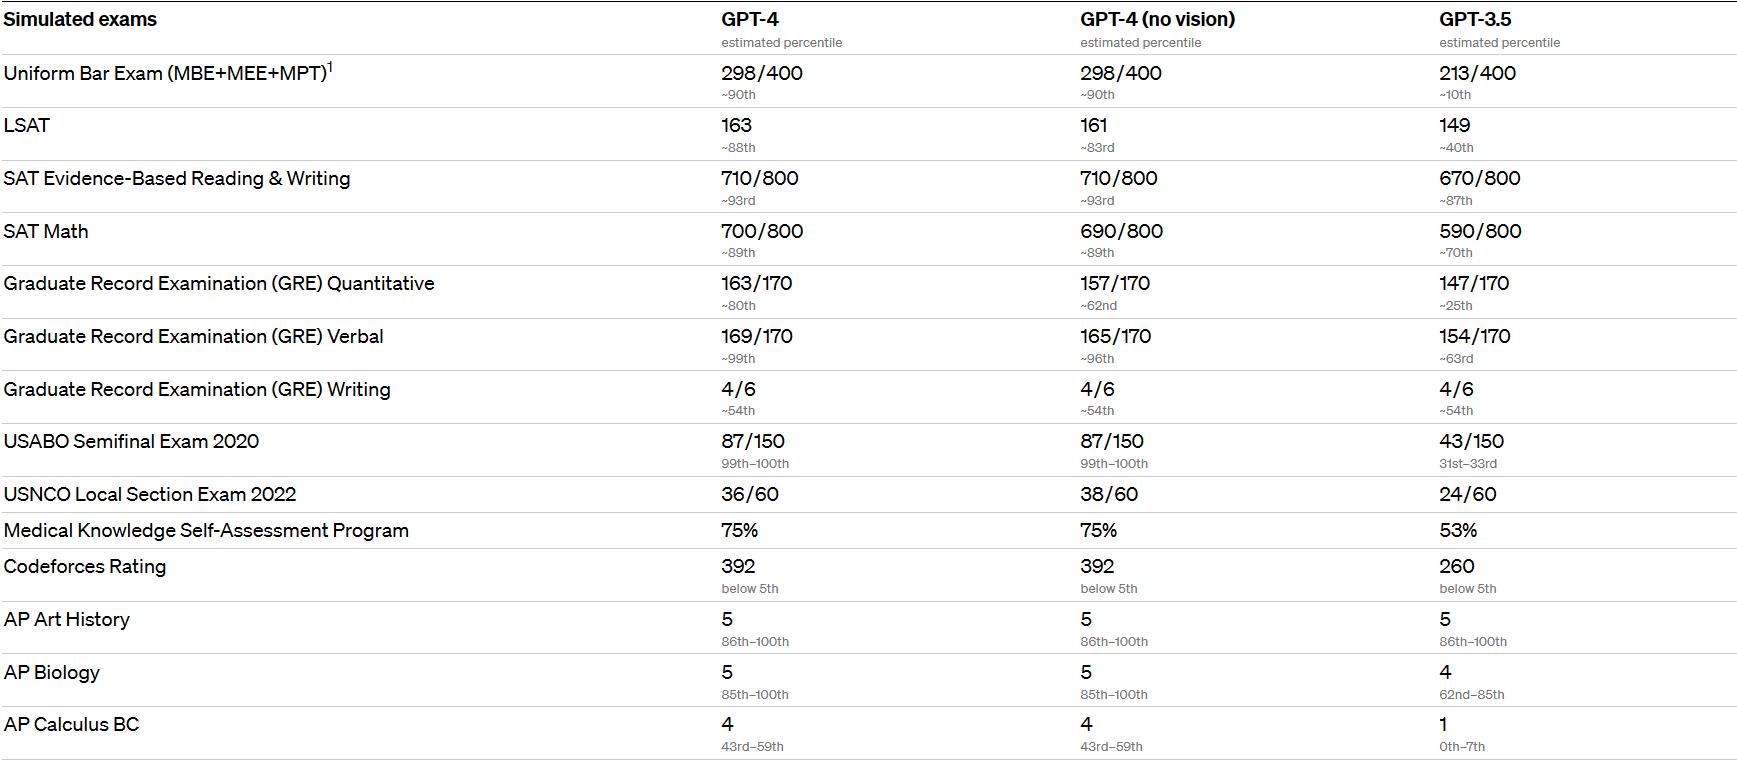 Simulated exams GPT-4 GPT-4 (no vision) GPT-3.5
estimated percentile estimated percentile estimated percentile
Uniform Bar Exam (MBE+MEE+MPT)1 298/400 298/400 213/400
~90th ~90th ~10th
LSAT 163 161 149
~88th ~83rd ~40th
SAT Evidence-Based Reading & Writing 710/800 710/800 670/800
~93rd ~93rd ~87th
SAT Math 700/800 690/800 590/800
~89th ~89th ~70th
Graduate Record Examination (GRE) Quantitative 163/170 157/170 147/170
~80th ~62nd ~25th
Graduate Record Examination (GRE) Verbal 169/170 165/170 154/170
~99th ~96th ~63rd
Graduate Record Examination (GRE) Writing 4/6 4/6 4/6
~54th ~54th ~54th
USABO Semifinal Exam 2020 87/150 87/150 43/150
99th–100th 99th–100th 31st–33rd
USNCO Local Section Exam 2022 36/60 38/60 24/60
Medical Knowledge Self-Assessment Program 75% 75% 53%
Codeforces Rating 392 392 260
below 5th below 5th below 5th
AP Art History 5 5 5
86th–100th 86th–100th 86th–100th
AP Biology 5 5 4
85th–100th 85th–100th 62nd–85th
AP Calculus BC 4 4 1
43rd–59th 43rd–59th 0th–7th